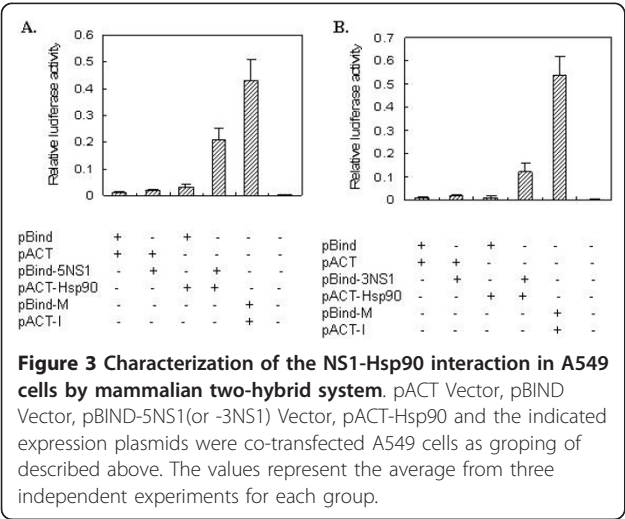 A.
Relative luciferase activity
0.6
0.5
0.4
0.3
0.2
0.1
0
pBind + - + - - -
pACT + + - - - -
pBind-5NS1 - + - + - -
pACT-Hsp90 - - + + - -
pBind-M - - - - + -
pACT-I - - - - + -
B.
Relative luciferase activity
0.7
0.6
0.5
0.4
0.3
0.2
0.1
0
pBind + - + - - -
pACT + + - - - -
pBind-3NS1 - + - + - -
pACT-Hsp90 - - + + - -
pBind-M - - - - + -
pACT-I - - - - + -
Figure 3 Characterization of the NS1-Hsp90 interaction in A549
cells by mammalian two-hybrid system. pACT Vector, pBIND
Vector, pBIND-5NS1(or -3NS1) Vector, pACT-Hsp90 and the indicated
expression plasmids were co-transfected A549 cells as groping of
described above. The values represent the average from three
independent experiments for each group.